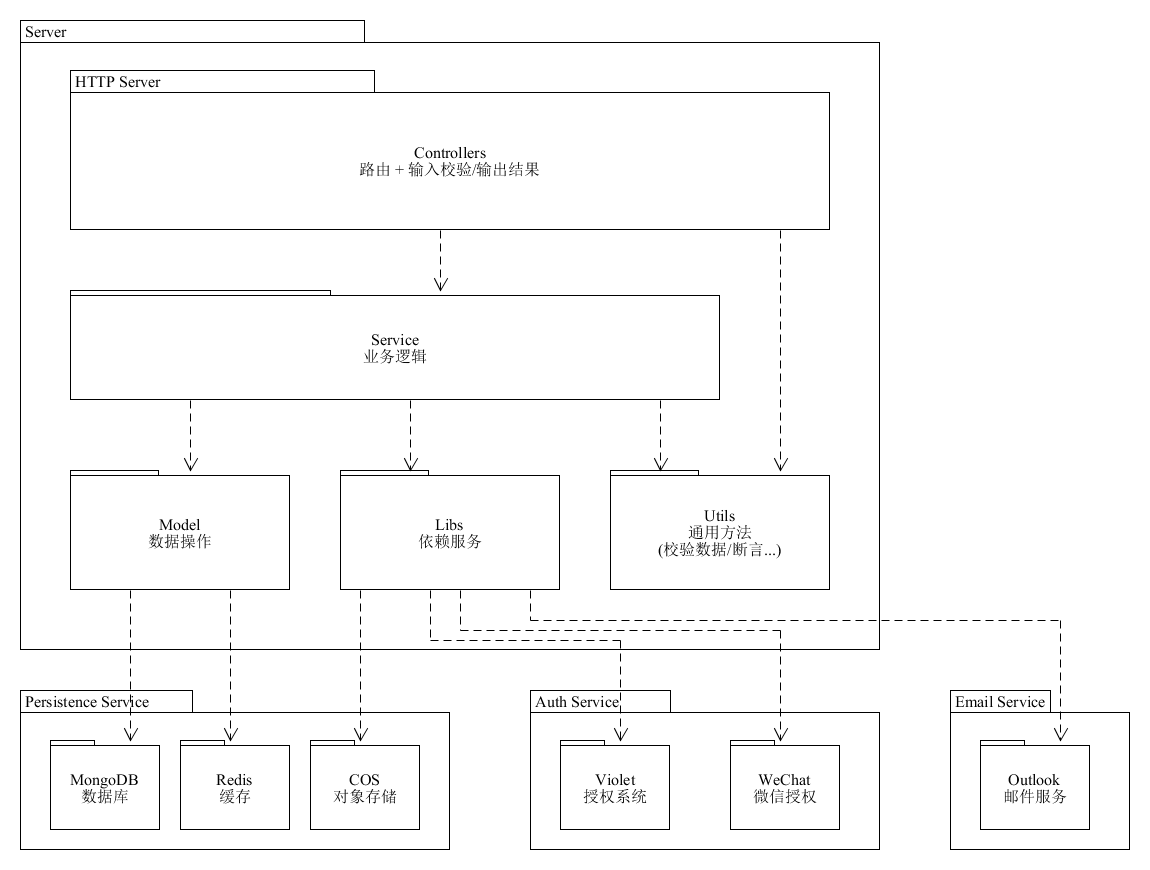 Server
HTTP Server
Controllers
路由 + 输入校验/输出结果
Service
业务逻辑
Model
数据操作
Libs
依赖服务
Utils
通用方法
(校验数据/断言...)
Persistence Service
Auth Service
Email Service
MongoDB
数据库
Redis
缓存
COS
对象存储
Violet
授权系统
WeChat
微信授权
Outlook
邮件服务